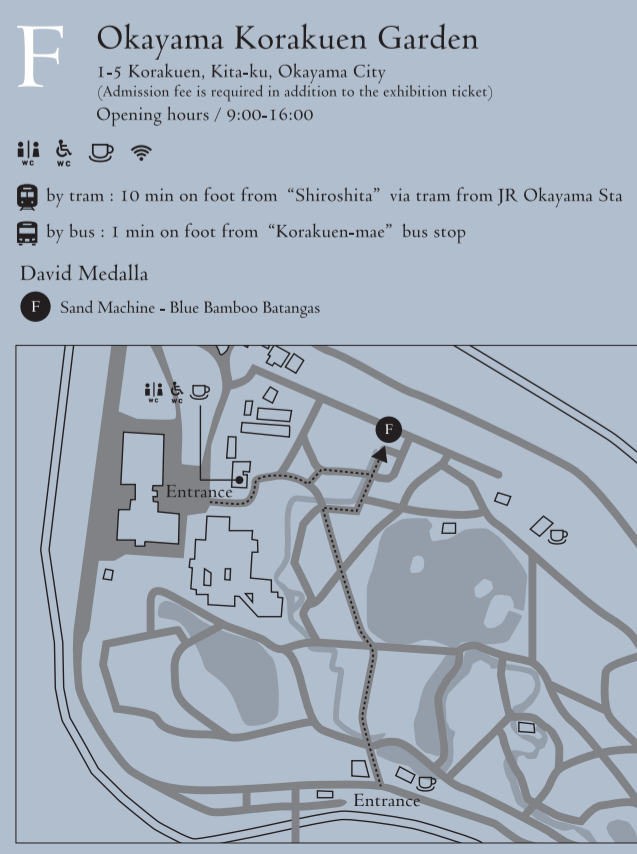 F
Okayama Korakuen Garden
1-5 Korakuen, Kita-ku, Okayama City
(Admission fee is required in addition to the exhibition ticket)
Opening hours / 9:00-16:00
WC
WC
by tram : 10 min on foot from “Shiroshita” via tram from JR Okayama Sta
by bus : 1 min on foot from “Korakuen-mae” bus stop
David Medalla
F Sand Machine - Blue Bamboo Batangas
WC
WC
F
Entrance
Entrance